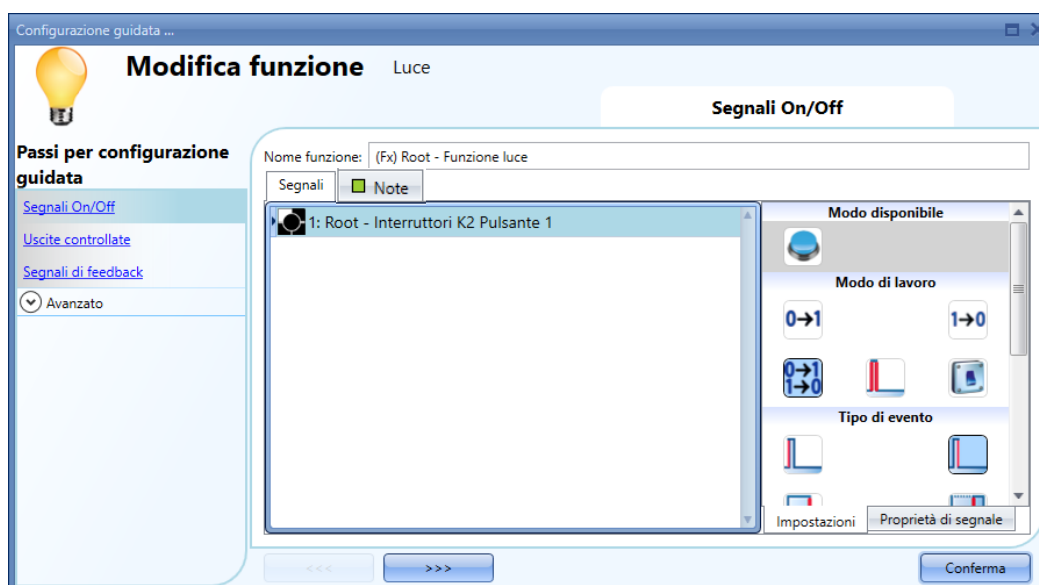 Configurazione guidata ...
Modifica funzione Luce
Segnali On/Off
Passi per configurazione
guidata
Segnali On/Off
Uscite controllate
Segnali di feedback
Avanzato
Nome funzione: (Fx) Root - Funzione luce
Segnali Note
1: Root - Interruttori K2 Pulsante 1
Modo disponibile
Modo di lavoro
0→1 1→0
0→1
1→0
Tipo di evento
Impostazioni Proprietà di segnale
<<< >>> Conferma